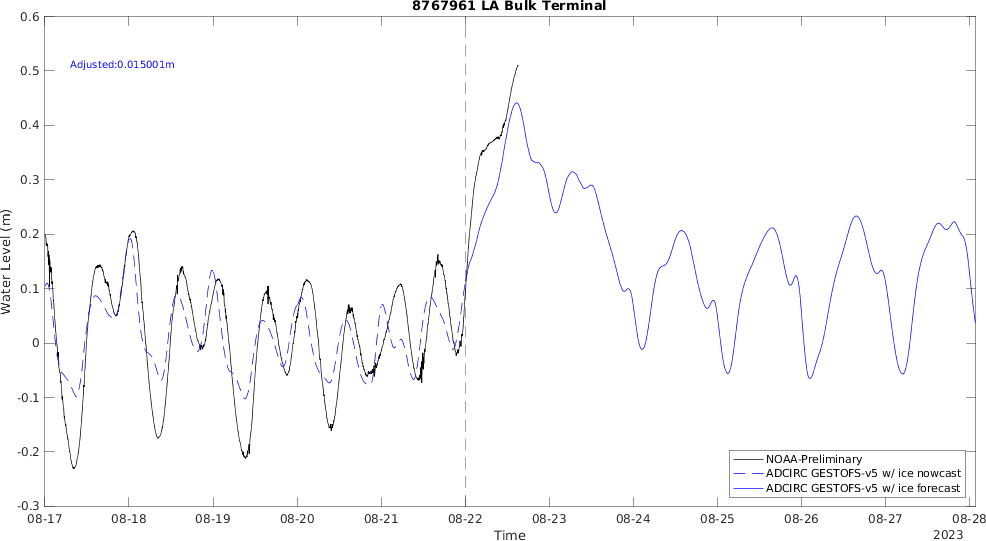 8767961 LA Bulk Terminal
0.6
0.5
0.4
0.3
0.2
0.1
0
-0.1
-0.2
-0.3
Water Level (m)
Adjusted:0.015001m
NOAA-Preliminary
ADCIRC GESTOFS-v5 w/ ice nowcast
ADCIRC GESTOFS-v5 w/ ice forecast
08-17 08-18 08-19 08-20 08-21 08-22 08-23 08-24 08-25 08-26 08-27 08-28
Time
2023